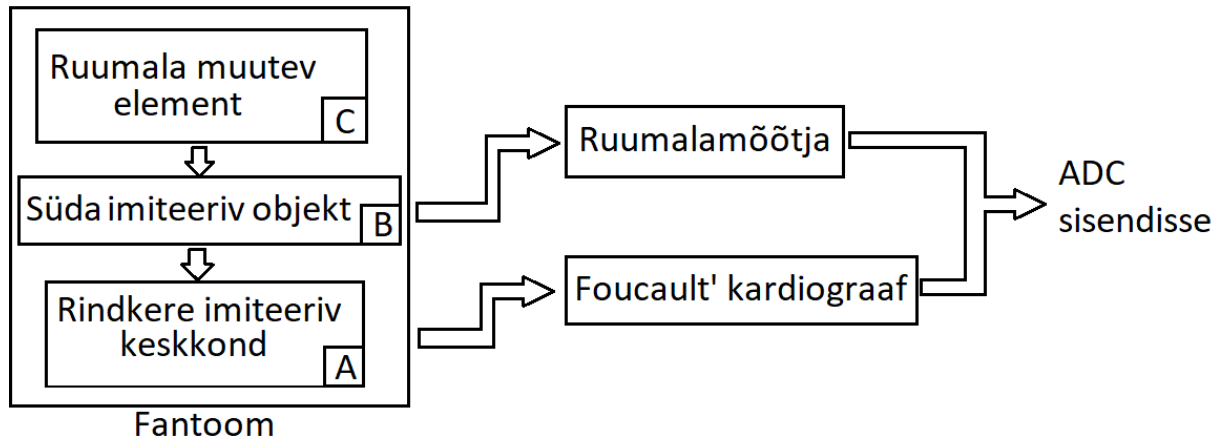 Ruumala muutev
element
C
Süda imiteeriv objekt
B
Rindkere imiteeriv
keskkond
A
Fantoom
Ruumalamõõtja
Foucault' kardiograaf
ADC
sisendisse